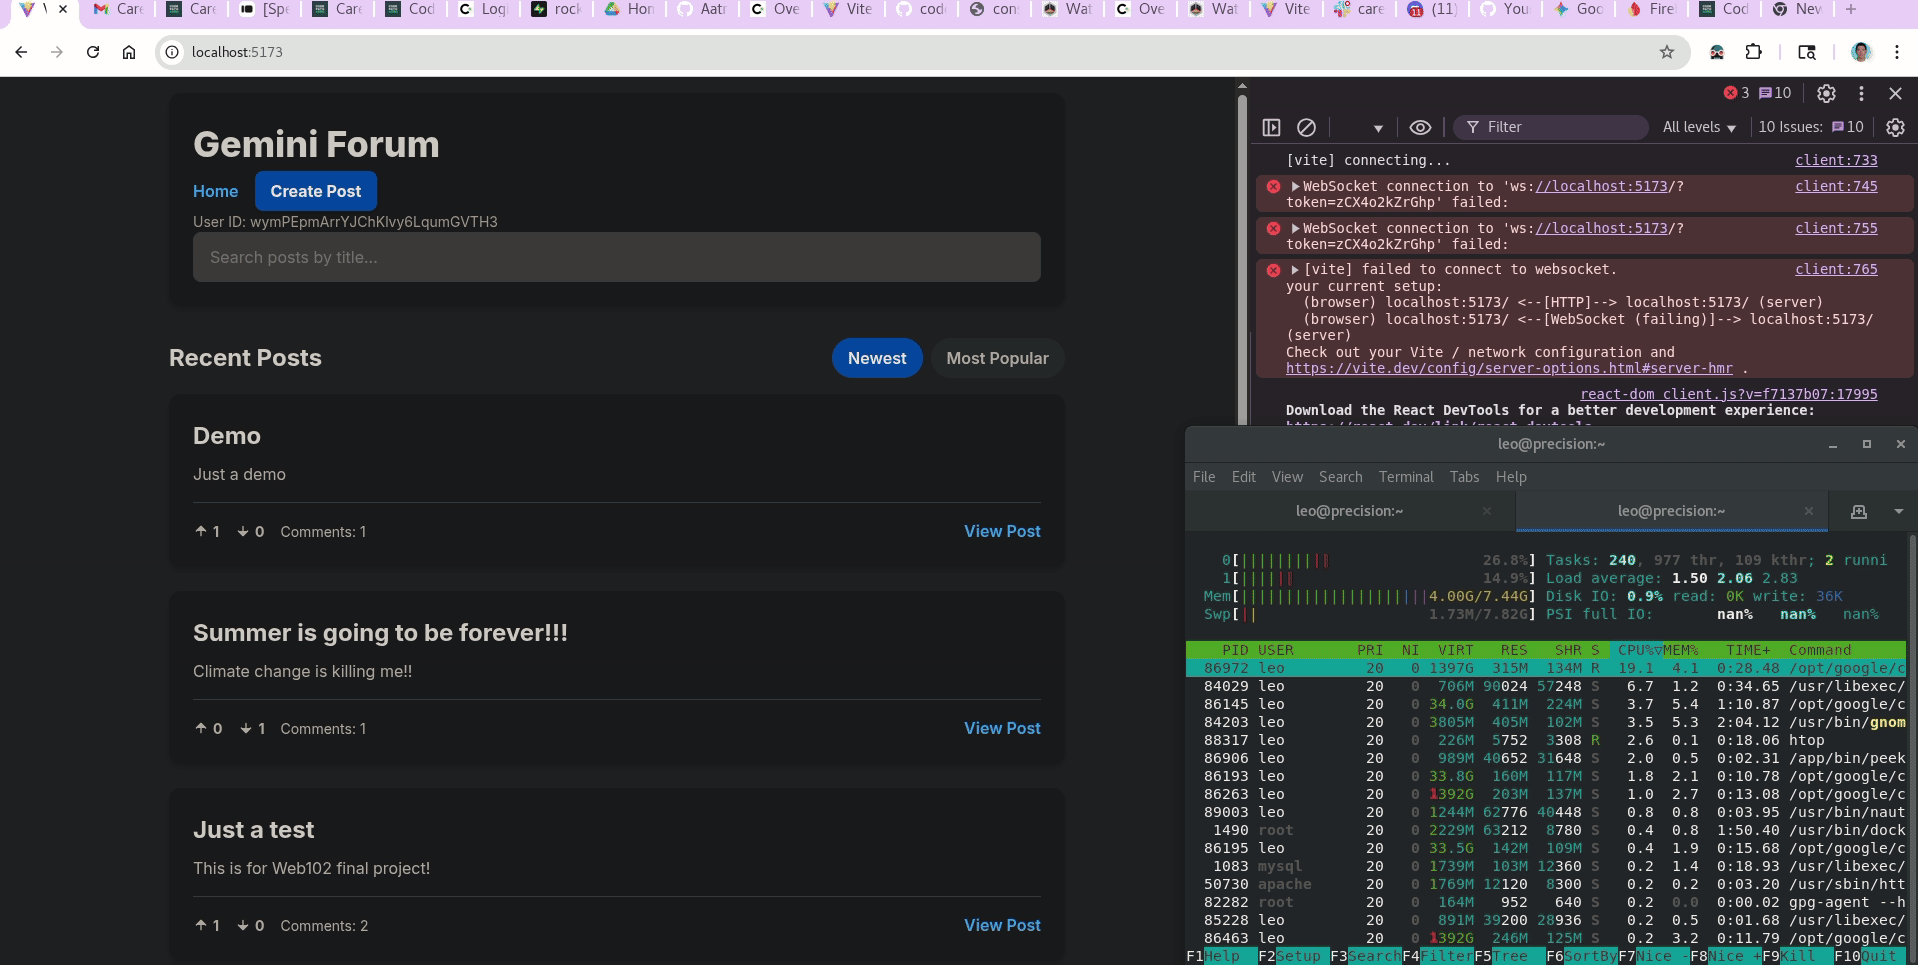 V
Care
Care
[Spe
Care
Cod
Log
rock
Hon
Aatr
Ove
Vite
cod
con
Wat
Ove
Wat
Vite
care
(11)
You
Goo
Fire
Cod
Nev
localhost:5173
Gemini Forum
Home Create Post
User ID: wymPEpmArrYJChKlvy6LqumGVTH3
Search posts by title...
Recent Posts Newest Most Popular
Demo
Just a demo
1 0 Comments: 1 View Post
Summer is going to be forever!!!
Climate change is killing me!!
0 1 Comments: 1 View Post
Just a test
This is for Web102 final project!
1 0 Comments: 2 View Post
3 10
Filter All levels 10 Issues: 10
[vite] connecting... client:733
WebSocket connection to 'ws://localhost:5173/? client:745
token=zCX4o2kZrGhp' failed:
WebSocket connection to 'ws://localhost:5173/? client:755
token=zCX4o2kZrGhp' failed:
[vite] failed to connect to websocket. client:765
your current setup:
(browser) localhost:5173/ <--[HTTP]--> localhost:5173/ (server)
(browser) localhost:5173/ <--[WebSocket (failing)]--> localhost:5173/
(server)
Check out your Vite / network configuration and
https://vite.dev/config/server-options.html#server-hmr .
react-dom_client.js?v=f7137b07:17995
Download the React DevTools for a better development experience:
leo@precision:~
File Edit View Search Terminal Tabs Help
leo@precision:~ leo@precision:~
0[||||||||||26.8%] Tasks: 240, 977 thr, 109 kthr; 2 runni
1[||||||14.9%] Load average: 1.50 2.06 2.83
Mem[|||||||||||||||||||||4.00G/7.44G] Disk IO: 0.9% read: 0K write: 36K
Swp[||1.73M/7.82G] PSI full IO: nan% nan% nan%
PID USER PRI NI VIRT RES SHR S CPU%▽MEM% TIME+ Command
86972 leo 20 0 1397G 315M 134M R 19.1 4.1 0:28.48 /opt/google/c
84029 leo 20 0 706M 90024 57248 S 6.7 1.2 0:34.65 /usr/libexec/
86145 leo 20 0 34.0G 411M 224M S 3.7 5.4 1:10.87 /opt/google/c
84203 leo 20 0 3805M 405M 102M S 3.5 5.3 2:04.12 /usr/bin/gnom
88317 leo 20 0 226M 5752 3308 R 2.6 0.1 0:18.06 htop
86906 leo 20 0 989M 40652 31648 S 2.0 0.5 0:02.31 /app/bin/peek
86193 leo 20 0 33.8G 160M 117M S 1.8 2.1 0:10.78 /opt/google/c
86263 leo 20 0 1392G 203M 137M S 1.0 2.7 0:13.08 /opt/google/c
89003 leo 20 0 1244M 62776 40448 S 0.8 0.8 0:03.95 /usr/bin/naut
1490 root 20 0 2229M 63212 8780 S 0.4 0.8 1:50.40 /usr/bin/dock
86195 leo 20 0 33.5G 142M 109M S 0.4 1.9 0:15.68 /opt/google/c
1083 mysql 20 0 1739M 103M 12360 S 0.2 1.4 0:18.93 /usr/libexec/
50730 apache 20 0 1769M 12120 8300 S 0.2 0.2 0:03.20 /usr/sbin/htt
82282 root 20 0 164M 952 640 S 0.2 0.0 0:00.02 gpg-agent --h
85228 leo 20 0 891M 39200 28936 S 0.2 0.5 0:01.68 /usr/libexec/
86463 leo 20 0 1392G 246M 125M S 0.2 3.2 0:11.79 /opt/google/c
F1Help F2Setup F3SearchF4FilterF5Tree F6SortByF7Nice -F8Nice +F9Kill F10Quit